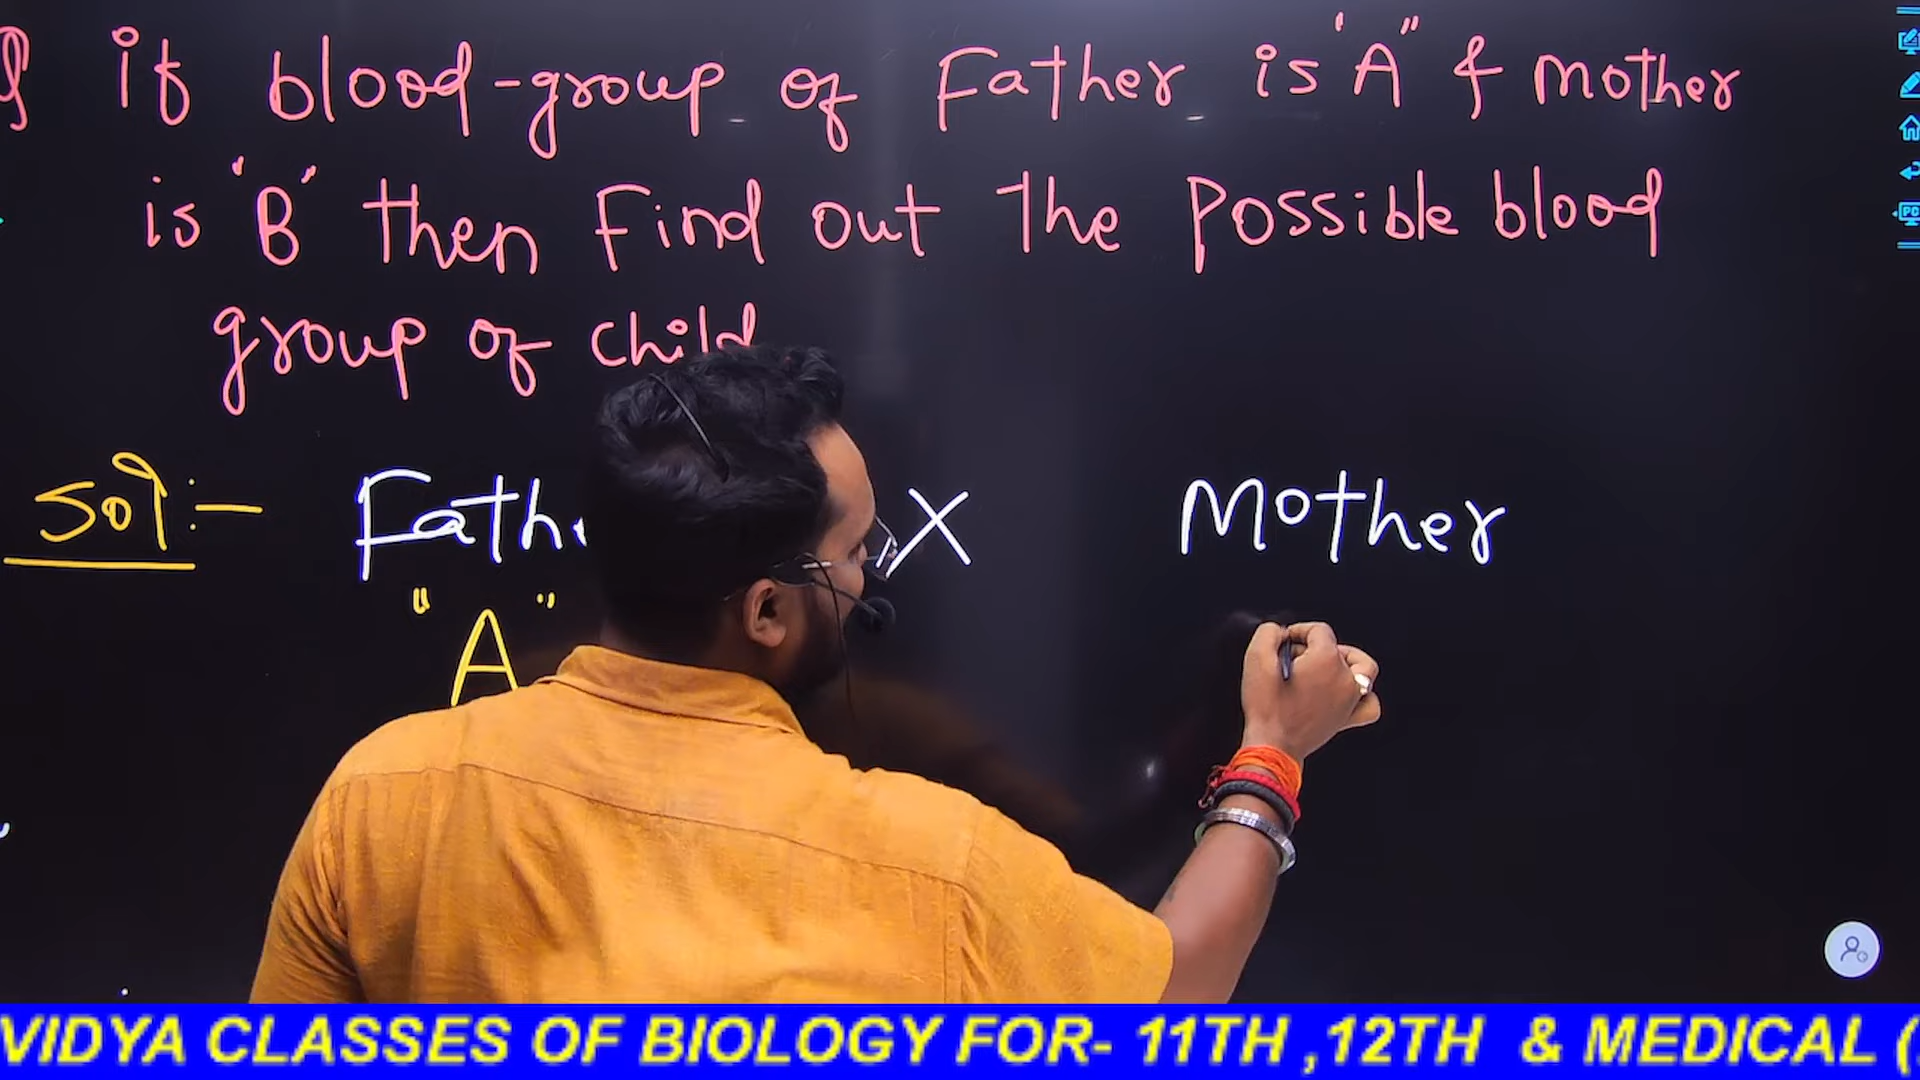 Q if blood-group of Father is "A" & mother
is "B" then Find out The Possible blood
group of child
Sol:-
Father X Mother
"A"
VIDYA CLASSES OF BIOLOGY FOR- 11TH ,12TH & MEDICAL (